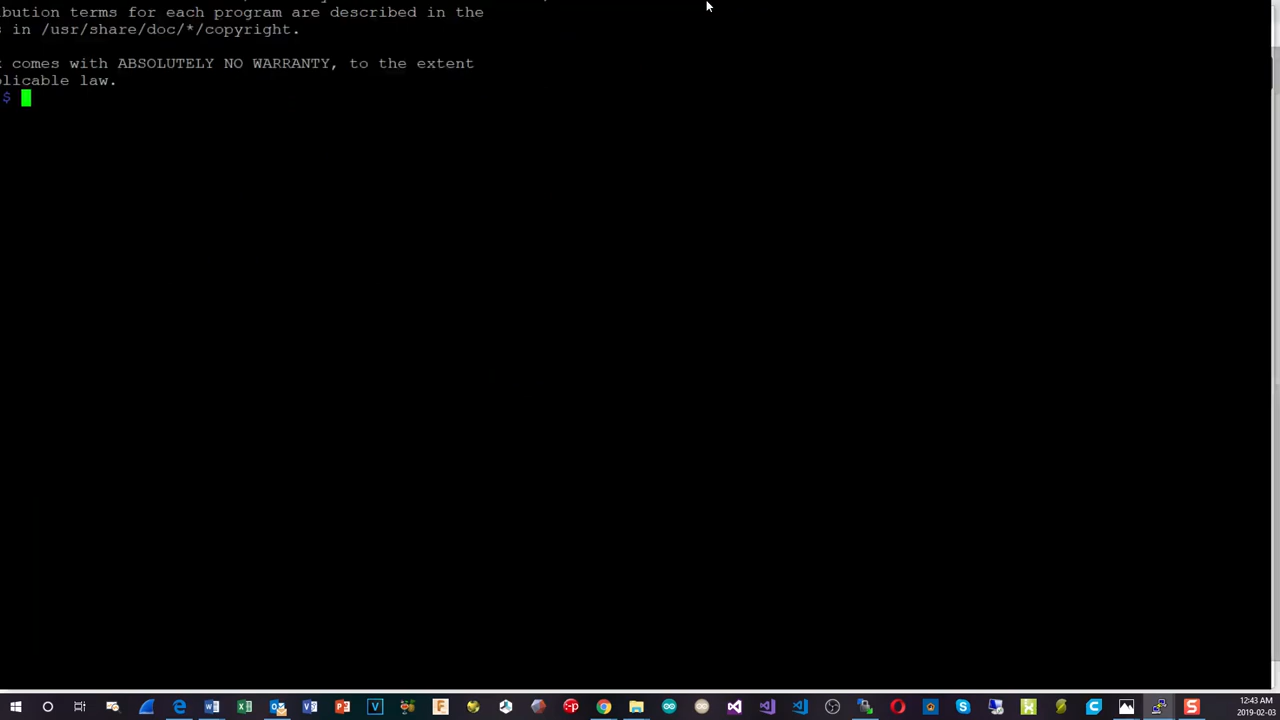 bution terms for each program are described in the
s in /usr/share/doc/*/copyright.
x comes with ABSOLUTELY NO WARRANTY, to the extent
plicable law.
$
12:43 AM
2019-02-03